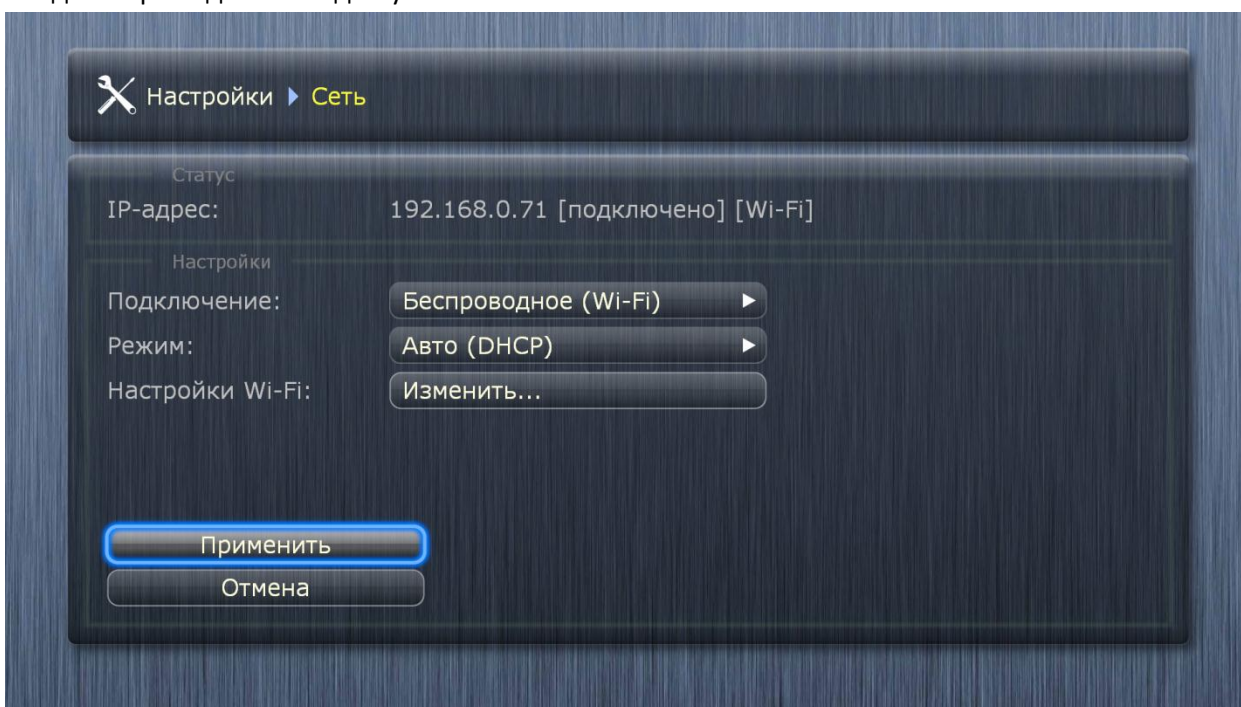 Настройки Сеть
Статус
IP-адрес: 192.168.0.71 [подключено] [Wi-Fi]
Настройки
Подключение: Беспроводное (Wi-Fi)
Режим: Авто (DHCP)
Настройки Wi-Fi: Изменить...
Применить
Отмена